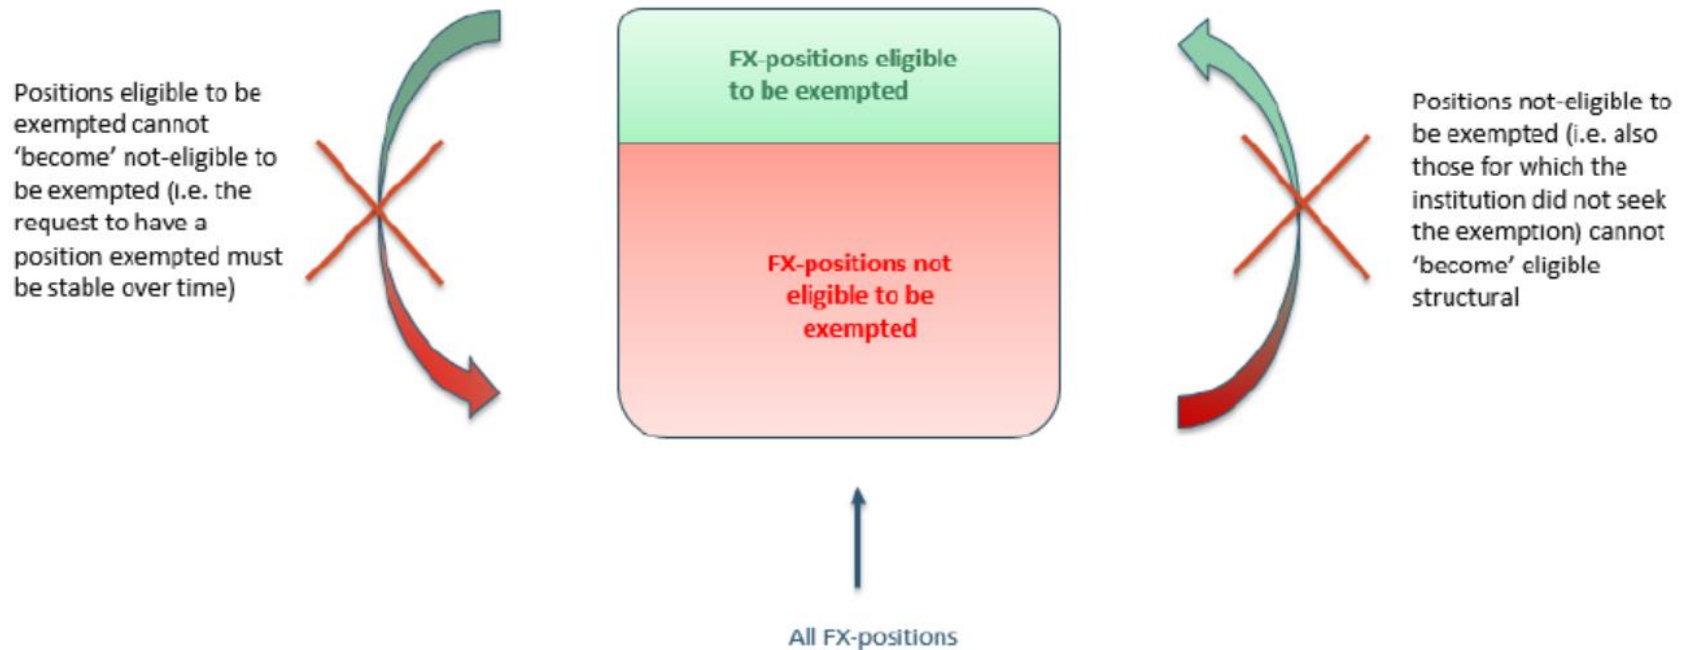 Positions eligible to be
exempted cannot
‘become’ not-eligible to
be exempted (i.e. the
request to have a
position exempted must
be stable over time)
FX-positions eligible
to be exempted
FX-positions not
eligible to be
exempted
Positions not-eligible to
be exempted (i.e. also
those for which the
institution did not seek
the exemption) cannot
‘become’ eligible
structural
All FX-positions